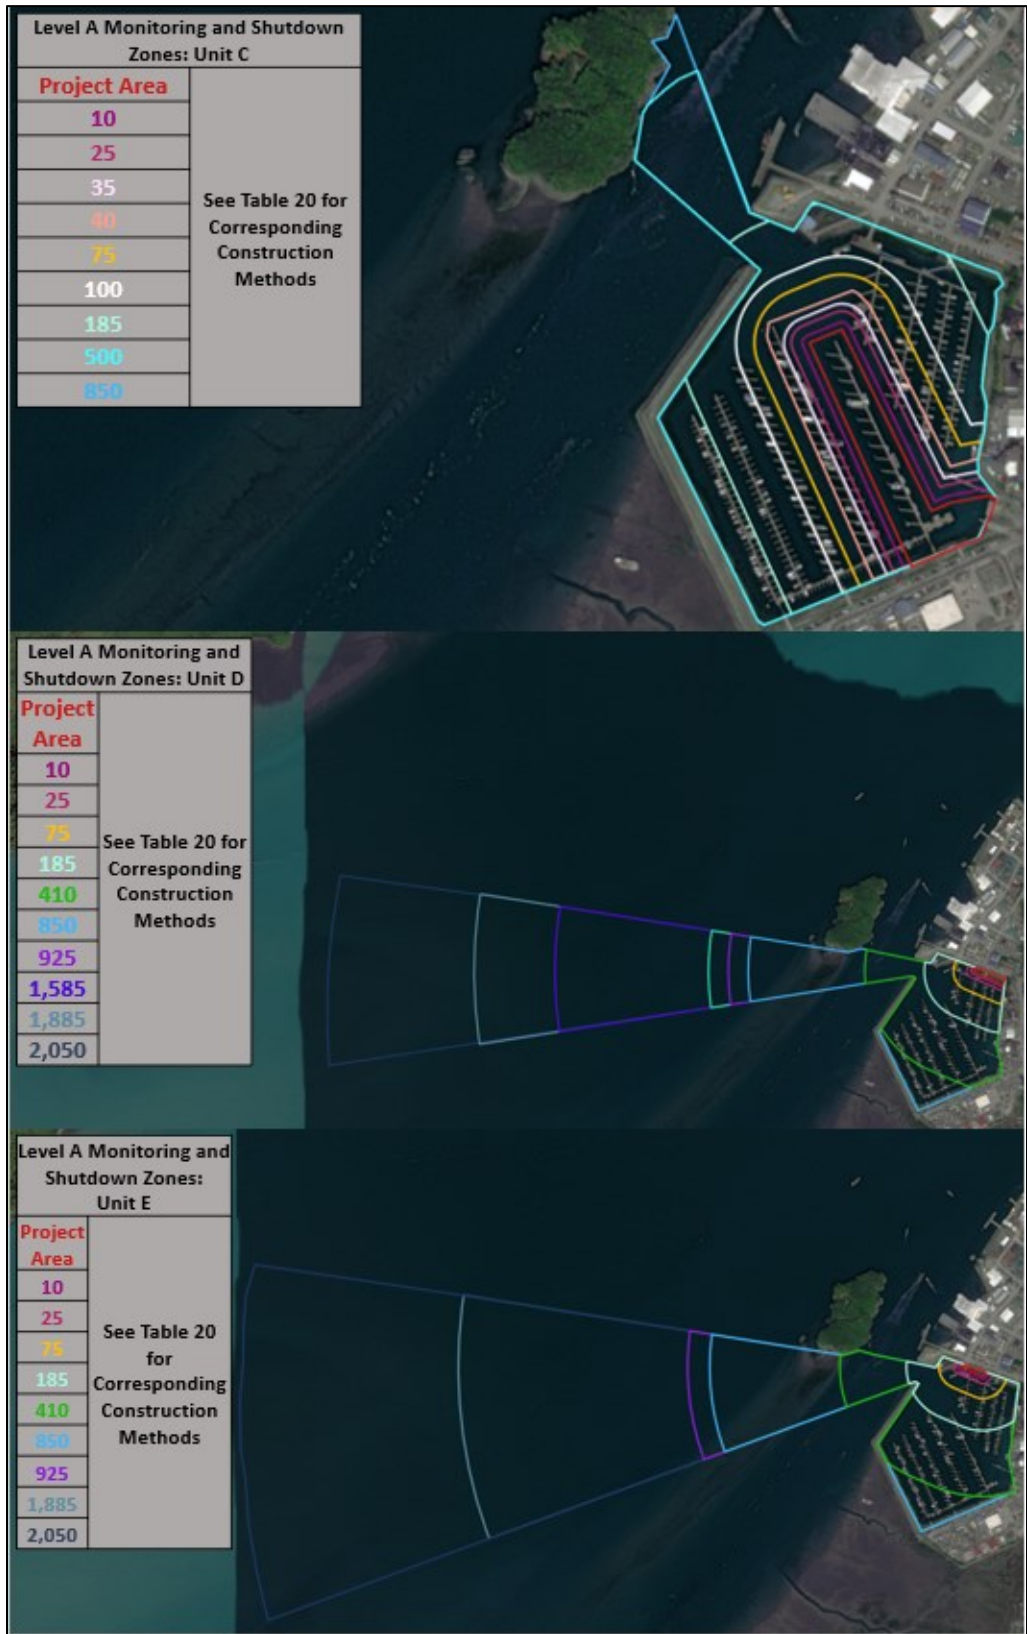 Level A Monitoring and Shutdown
Zones: Unit C
Project Area
10
25
35
40
75
100
185
500
850
See Table 20 for
Corresponding
Construction
Methods
Level A Monitoring and
Shutdown Zones: Unit D
Project
Area
10
25
75
185
410
850
925
1,585
1,885
2,050
See Table 20 for
Corresponding
Construction
Methods
Level A Monitoring and
Shutdown Zones:
Unit E
Project
Area
10
25
75
185
410
850
925
1,885
2,050
See Table 20
for
Corresponding
Construction
Methods